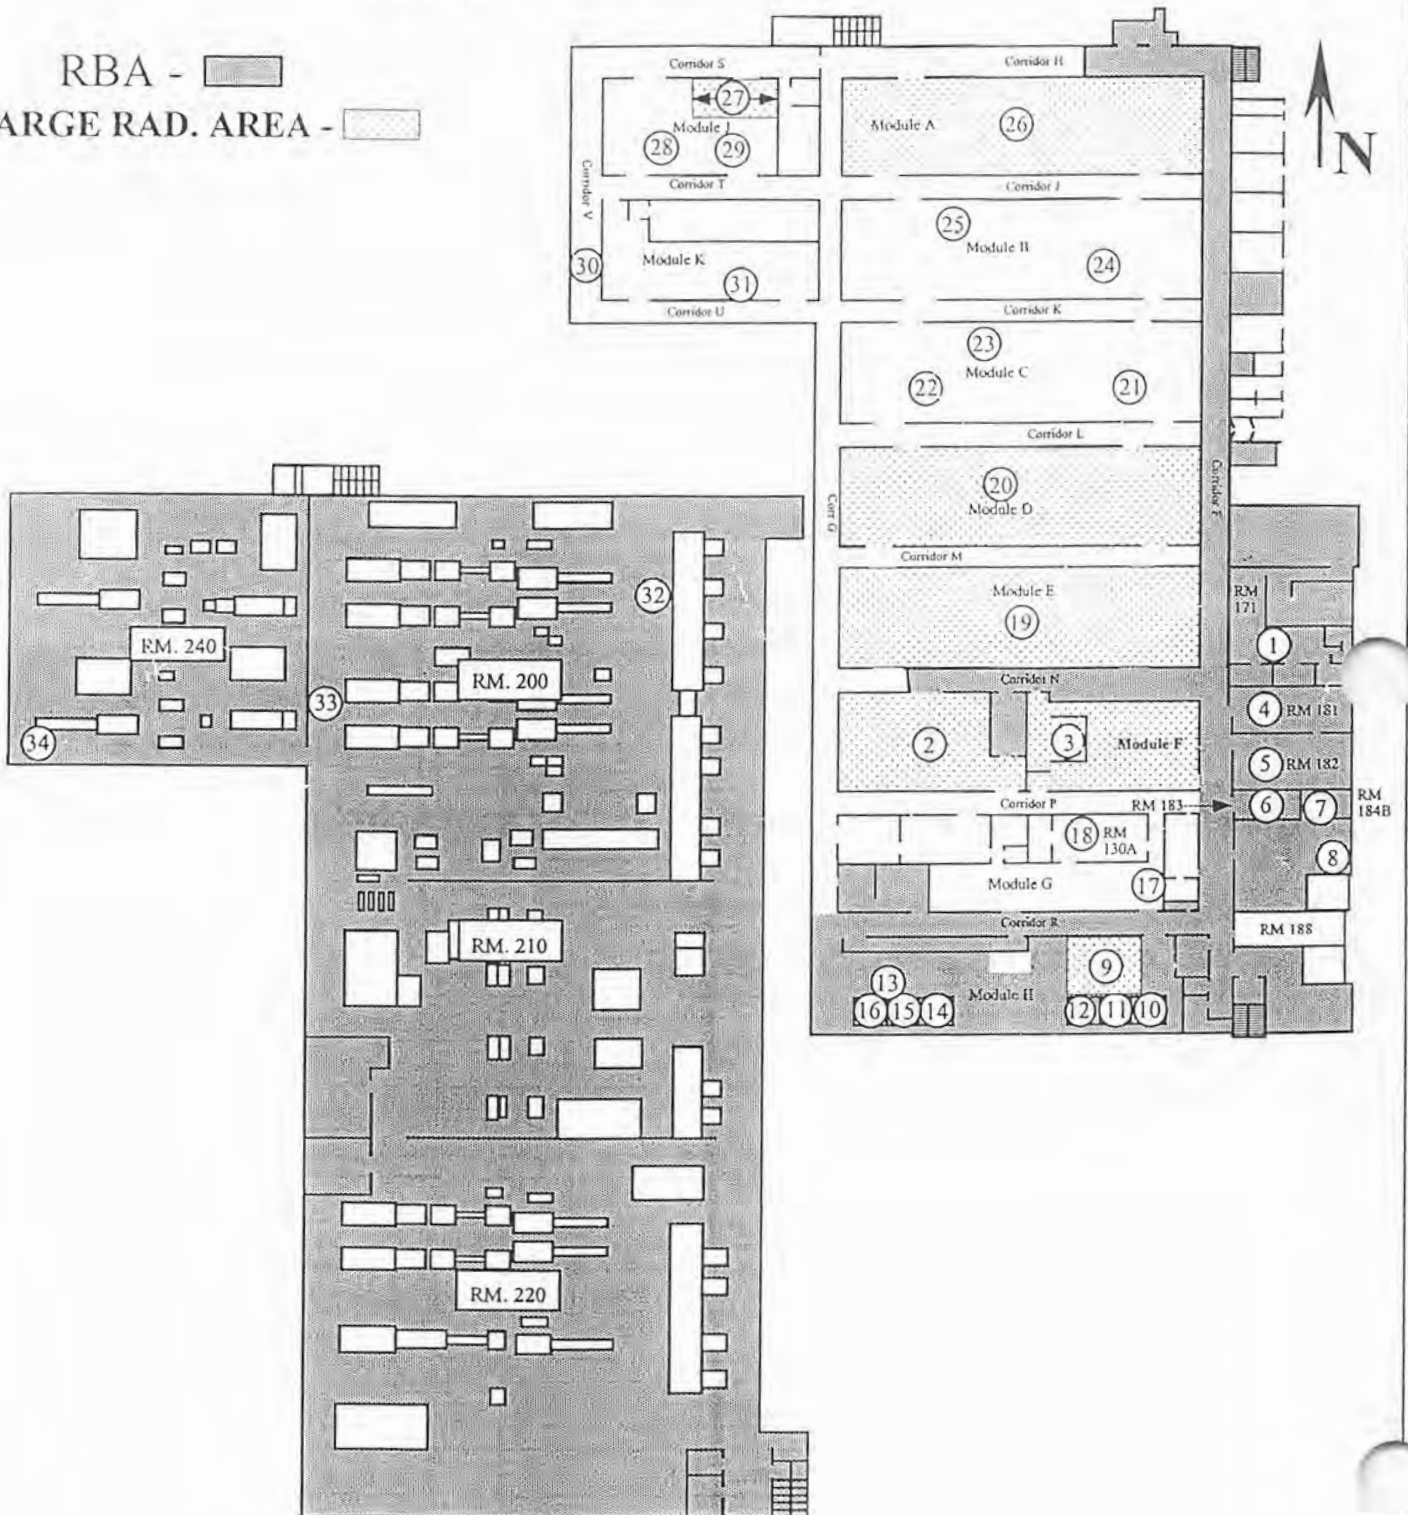 RBA -
ARGE RAD. AREA -
N
Corridor S
Corridor H
27
Module J
28
29
Module A
26
Corridor V
Corridor T
Corridor J
25
Module B
24
30
Module K
31
Corridor U
Corridor K
23
Module C
22
21
Corridor L
Corridor F
20
Module D
Corr G
Corridor M
Module E
19
RM
171
1
32
RM. 240
RM. 200
33
34
Corridor N
4
RM 181
2
3
Module F
5
RM 182
Corridor P
RM 183
6
7
RM
184B
18
RM
130A
8
Module G
17
Corridor R
RM 188
RM. 210
9
13
Module H
16
15
14
12
11
10
RM. 220